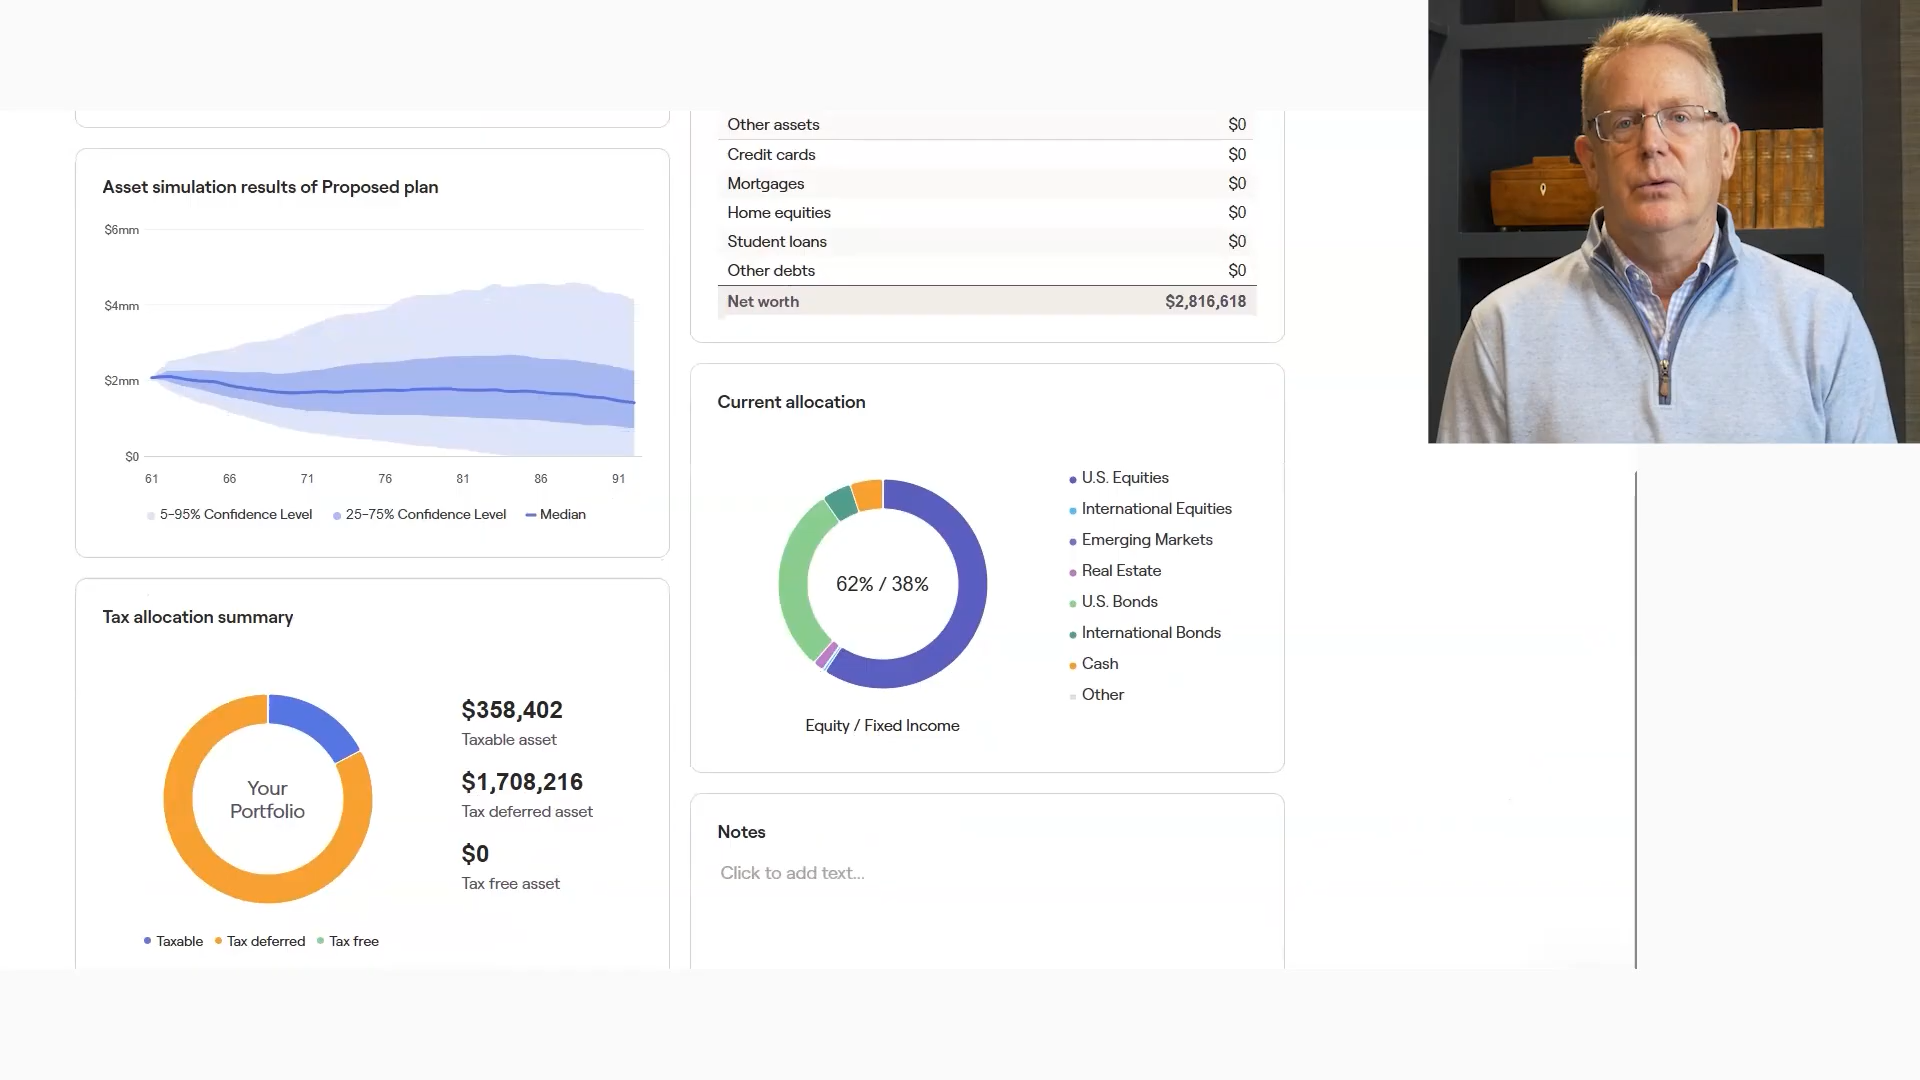 Other assets $0
Credit cards $0
Mortgages $0
Home equities $0
Student loans $0
Other debts $0
Net worth $2,816,618
Asset simulation results of Proposed plan
$6mm
$4mm
$2mm
$0
61 66 71 76 81 86 91
5-95% Confidence Level 25-75% Confidence Level Median
Current allocation
62% / 38%
Equity / Fixed Income
U.S. Equities
International Equities
Emerging Markets
Real Estate
U.S. Bonds
International Bonds
Cash
Other
Tax allocation summary
Your
Portfolio
$358,402
Taxable asset
$1,708,216
Tax deferred asset
$0
Tax free asset
Taxable Tax deferred Tax free
Notes
Click to add text...